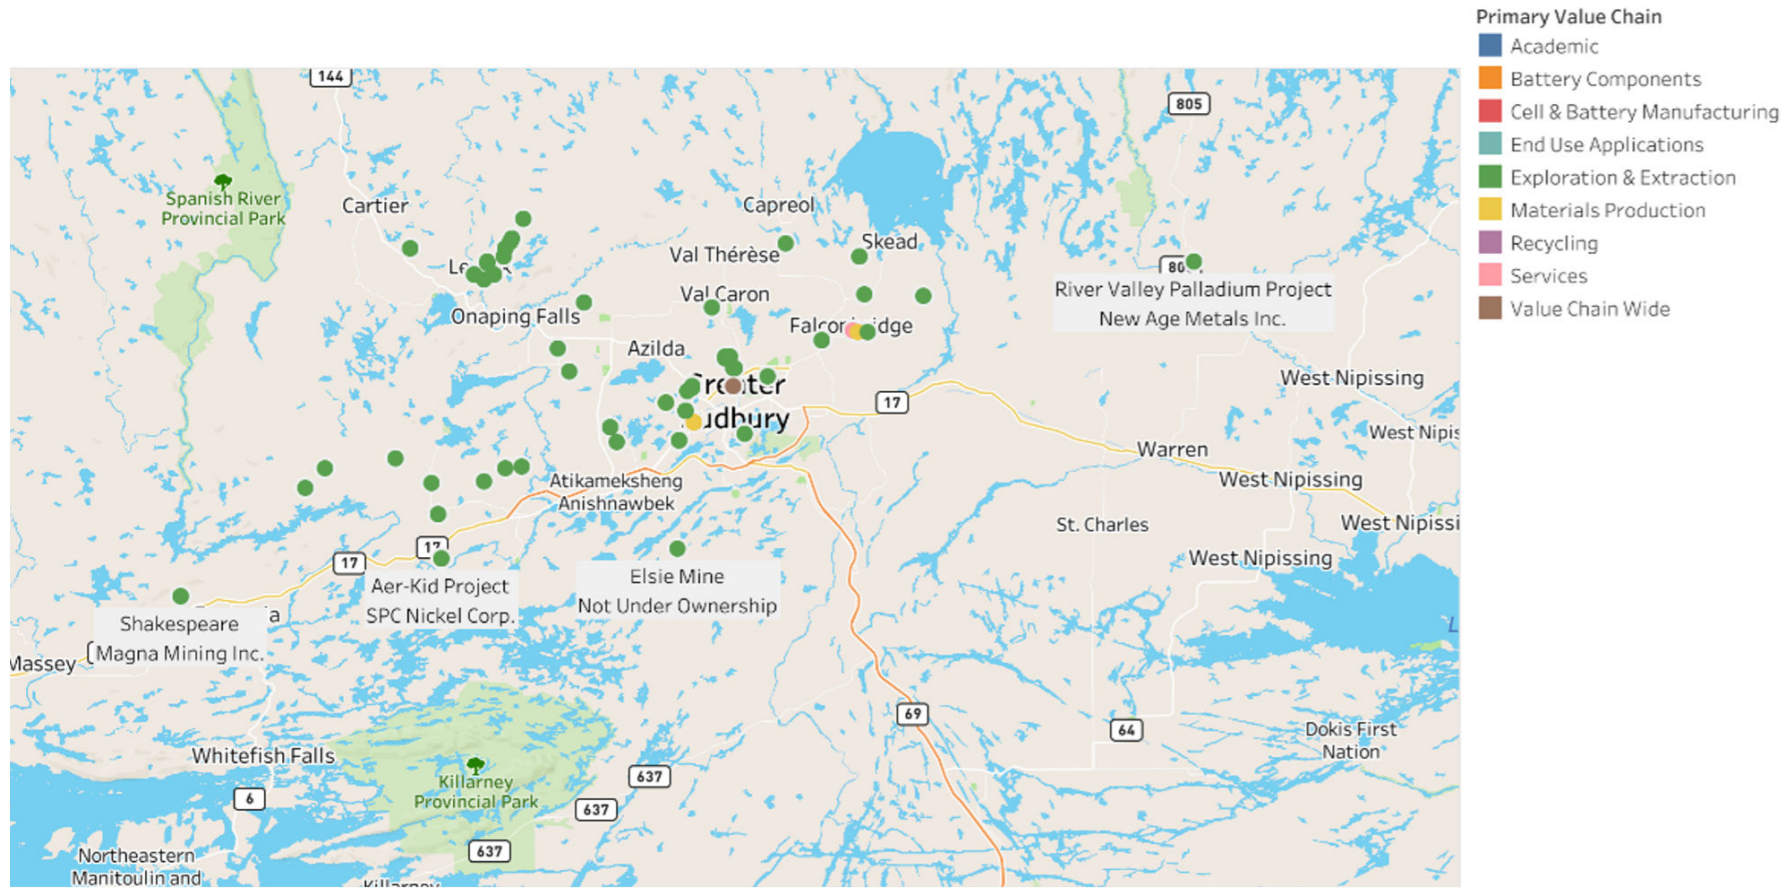 Primary Value Chain
Academic
Battery Components
Cell & Battery Manufacturing
End Use Applications
Exploration & Extraction
Materials Production
Recycling
Services
Value Chain Wide
144
805
Spanish River
Provincial Park
Cartier
Capreol
Skead
Val Thérèse
Val Caron
Onaping Falls
River Valley Palladium Project
New Age Metals Inc.
Azilda
Greater
Sudbury
17
West Nipissing
West Nipis
Warren
West Nipissing
Atikameksheng
Anishnawbek
St. Charles
West Nipissi
West Nipissing
17
17
Aer-Kid Project
SPC Nickel Corp.
Elsie Mine
Not Under Ownership
Shakespeare
Magna Mining Inc.
a
Massey
69
64
Dokis First
Nation
Whitefish Falls
Killarney
Provincial Park
637
637
6
637
Northeastern
Manitoulin and
Killarney
L